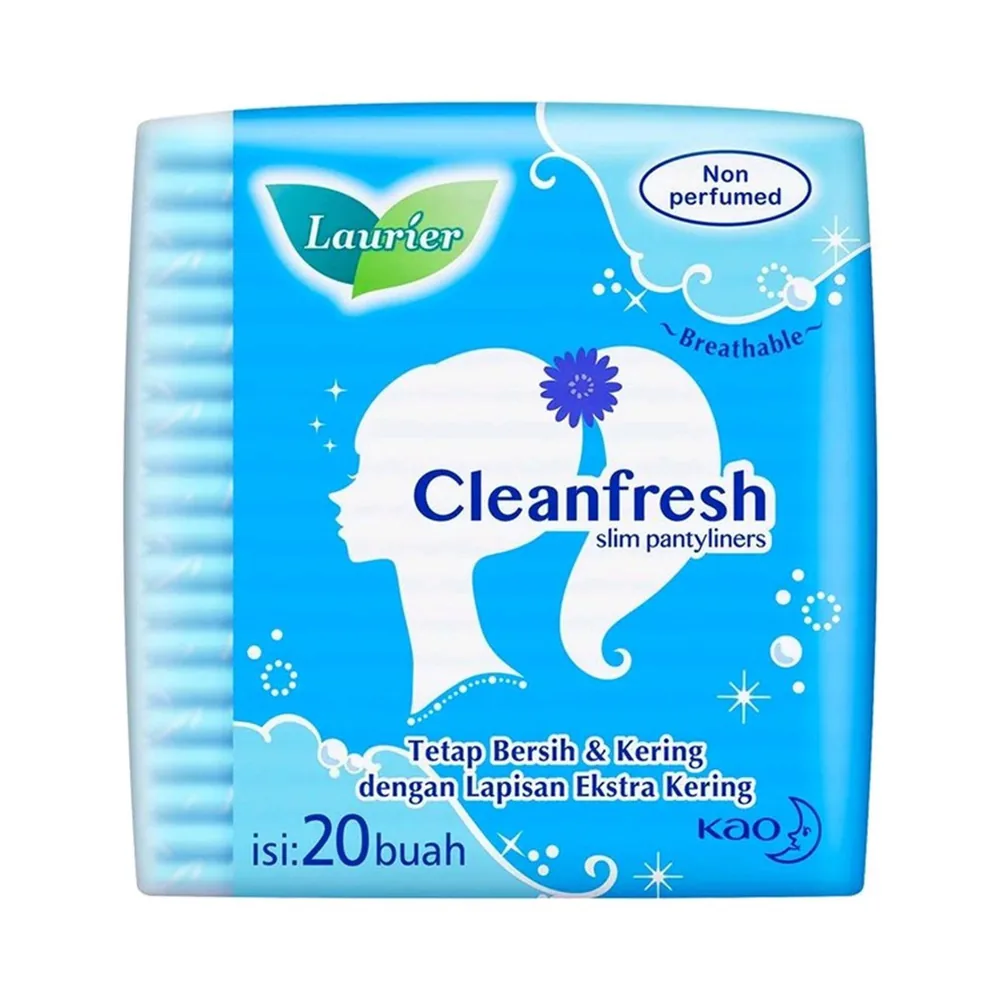 Laurier
Non
perfumed
~Breathable~
Cleanfresh
slim pantyliners
Tetap Bersih & Kering
dengan Lapisan Ekstra Kering
isi:20buah
Kao